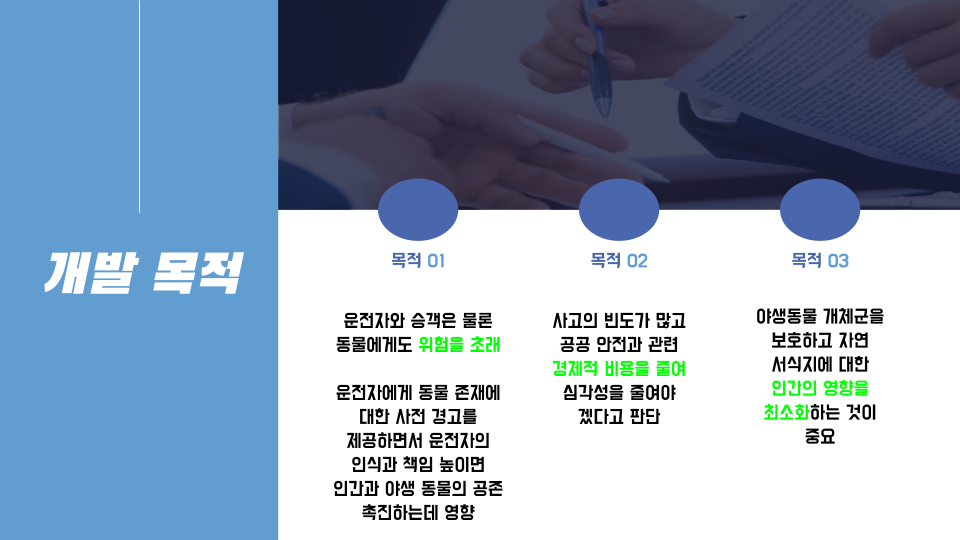 개발 목적
목적 01
운전자와 승객은 물론
동물에게도 위험을 초래
운전자에게 동물 존재에
대한 사전 경고를
제공하면서 운전자의
인식과 책임 높이면
인간과 야생 동물의 공존
촉진하는데 영향
목적 02
사고의 빈도가 많고
공공 안전과 관련
경제적 비용을 줄여
심각성을 줄여야
겠다고 판단
목적 03
야생동물 개체군을
보호하고 자연
서식지에 대한
인간의 영향을
최소화하는 것이
중요